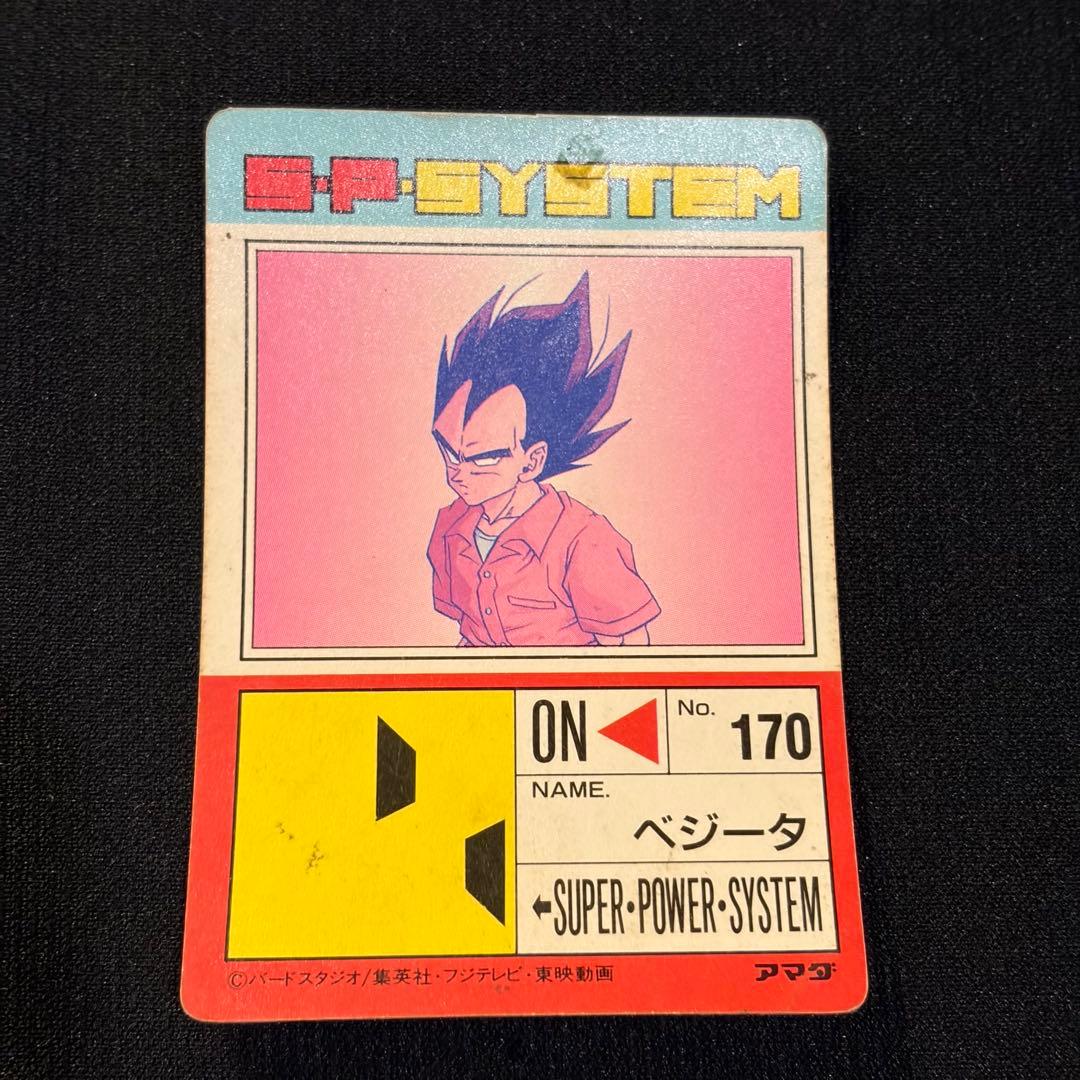 S·P·SYSTEM
ON
No.
170
NAME.
ベジータ
←SUPER·POWER·SYSTEM
©バードスタジオ/集英社·フジテレビ·東映動画
アマダ